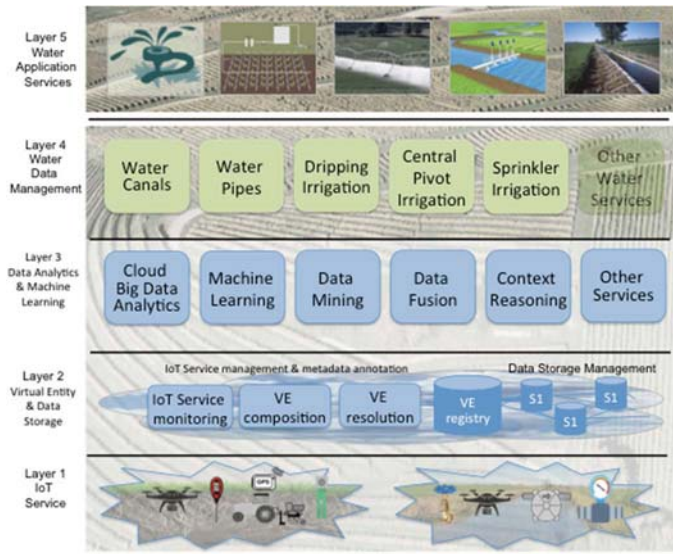 Layer 5
Water
Application
Services
Layer 4
Water
Data
Management
Water
Canals
Water
Pipes
Dripping
Irrigation
Central
Pivot
Irrigation
Sprinkler
Irrigation
Other
Water
Services
Layer 3
Data Analytics
& Machine
Learning
Cloud
Big Data
Analytics
Machine
Learning
Data
Mining
Data
Fusion
Context
Reasoning
Other
Services
Layer 2
Virtual Entity
& Data
Storage
IoT Service management & metadata annotation
Data Storage Management
IoT Service
monitoring
VE
composition
VE
resolution
VE
registry
S1
S1
S1
Layer 1
IoT
Service
GPS